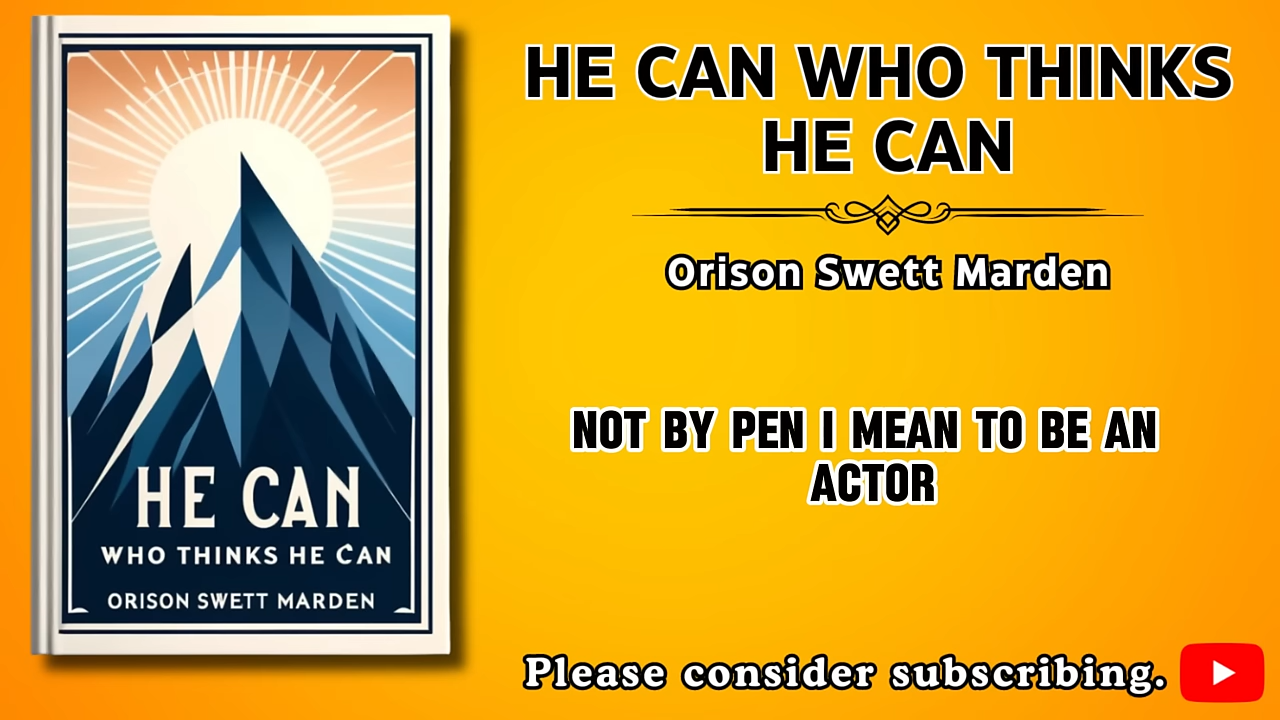 HE CAN
WHO THINKS HE CAN
ORISON SWETT MARDEN
HE CAN WHO THINKS
HE CAN
Orison Swett Marden
NOT BY PEN I MEAN TO BE AN
ACTOR
Please consider subscribing.